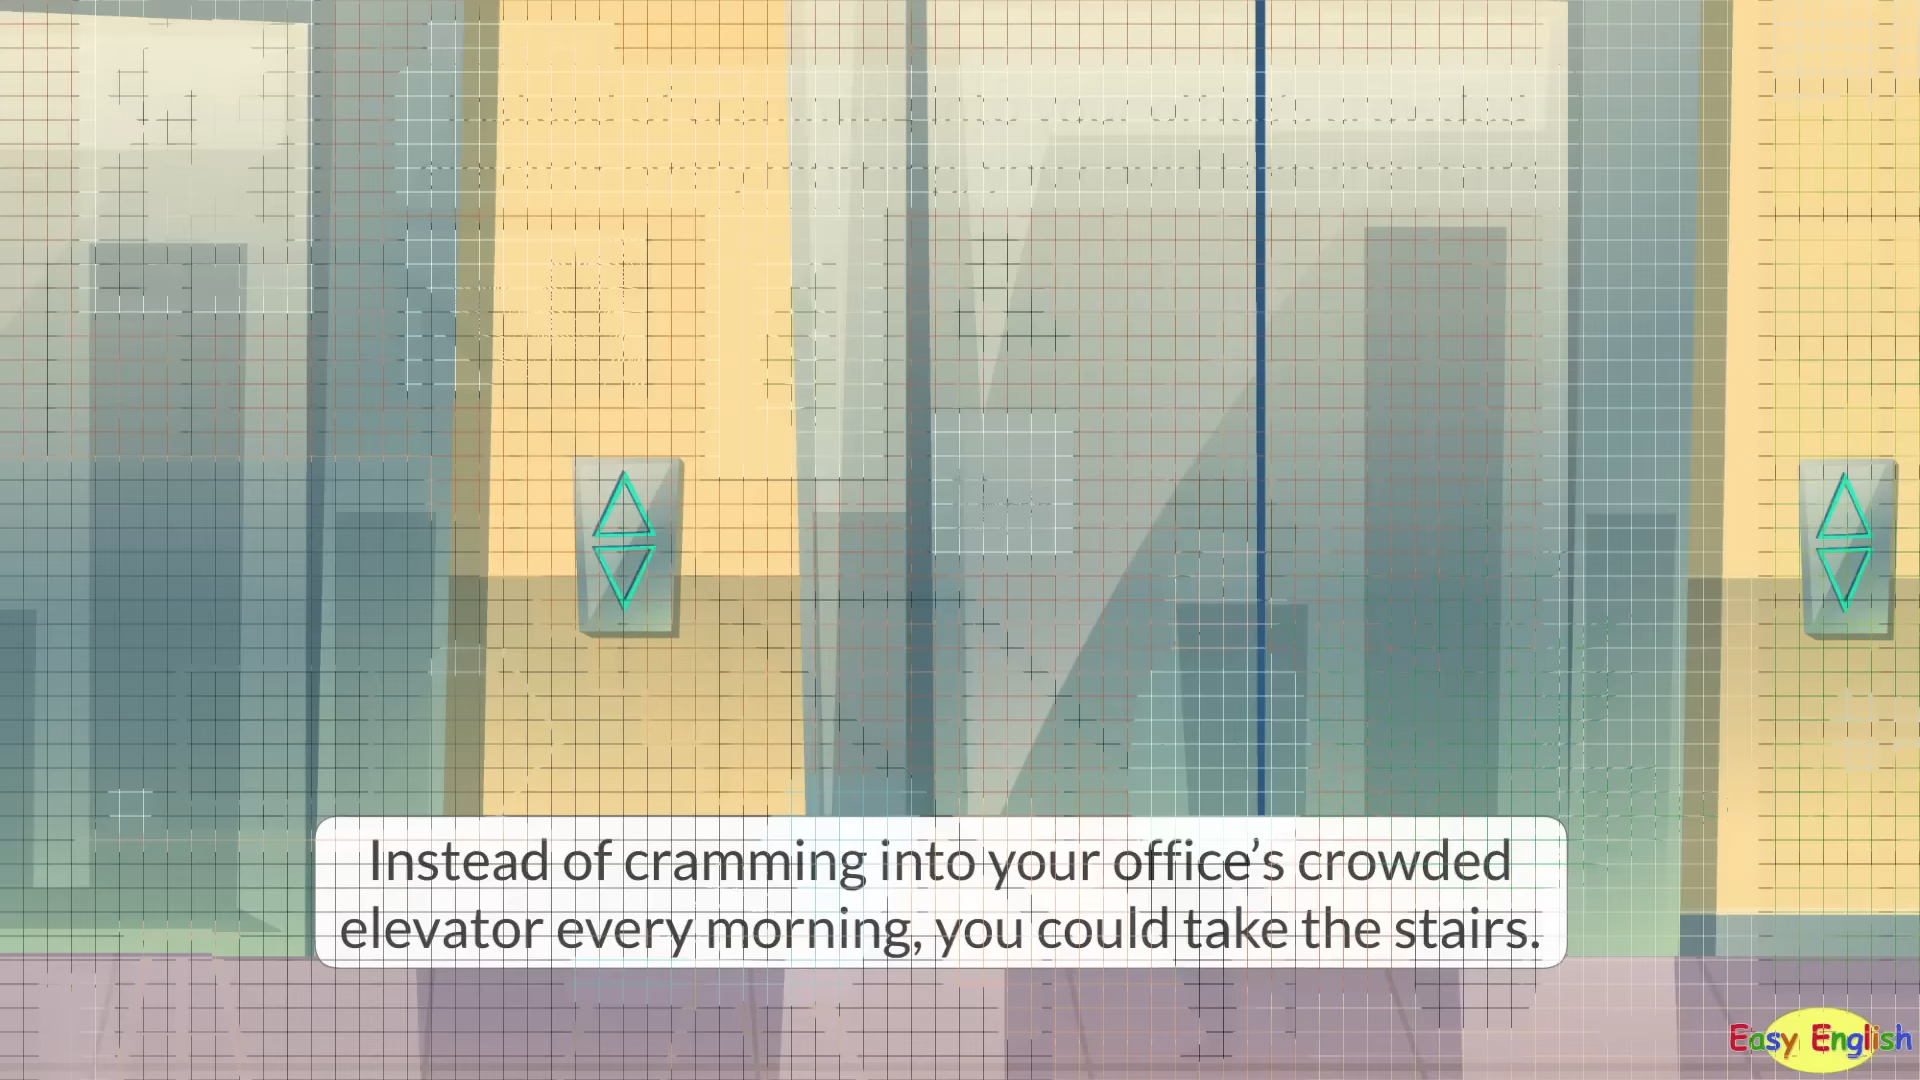 Instead of cramming into your office’s crowded
elevator every morning, you could take the stairs.
Easy English